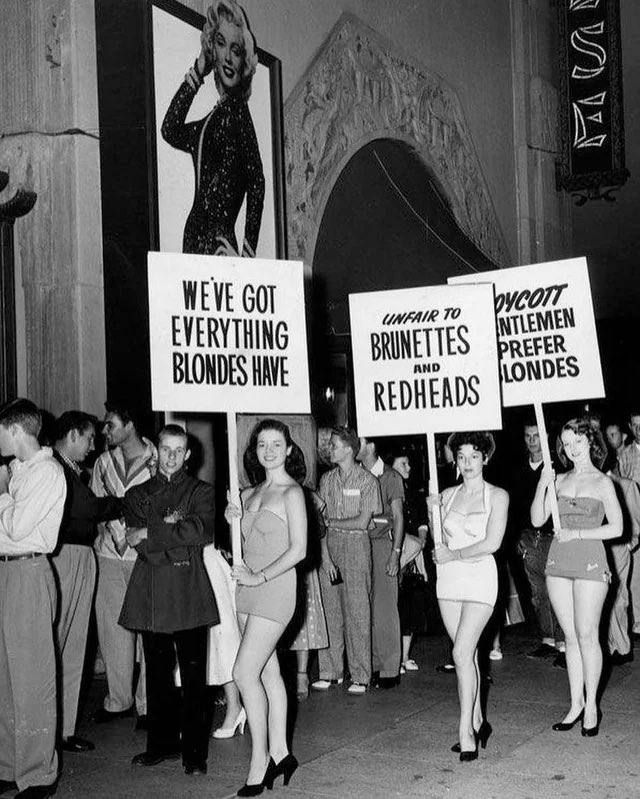 WE'VE GOT
EVERYTHING
BLONDES HAVE
UNFAIR TO
BRUNETTES
AND
REDHEADS
OYCOTT
NTLEMEN
PREFER
LONDES